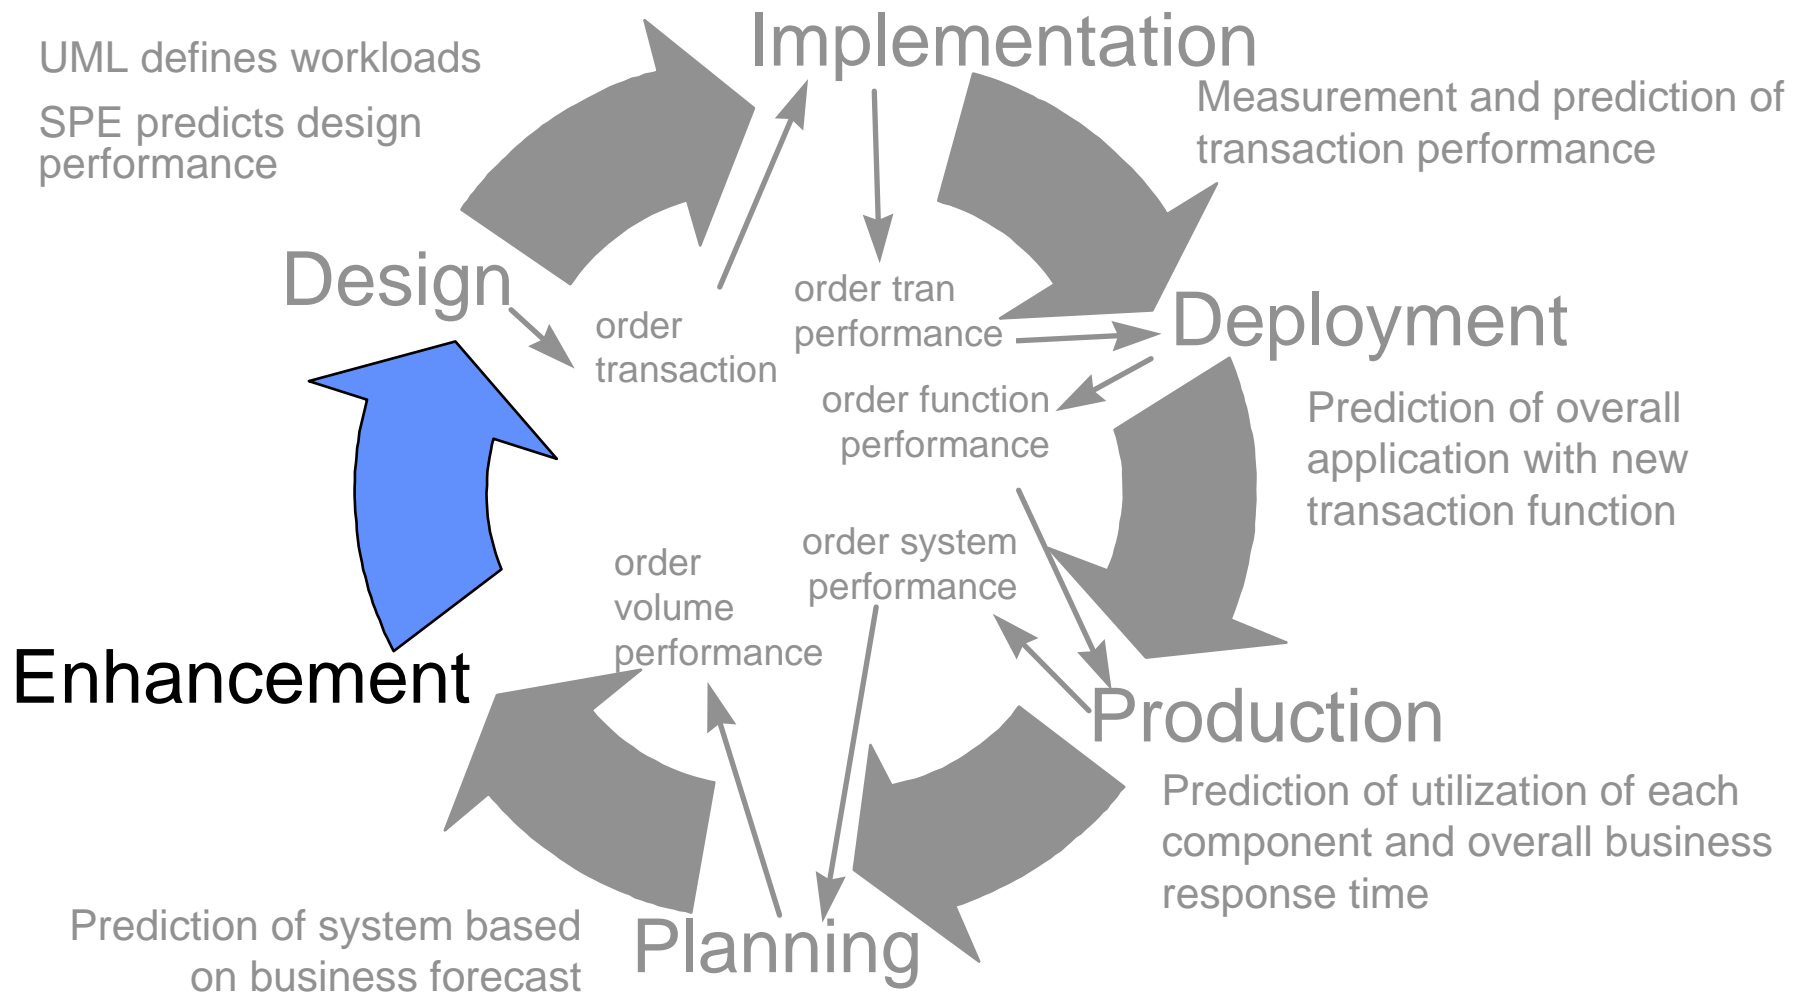 Implementation
UML defines workloads
SPE predicts design
performance
Measurement and prediction of
transaction performance
Design
order tran
performance
Deployment
order
transaction
order function
performance
Prediction of overall
application with new
transaction function
order system
performance
order
volume
performance
Enhancement
Production
Prediction of utilization of each
component and overall business
response time
Prediction of system based
on business forecast
Planning